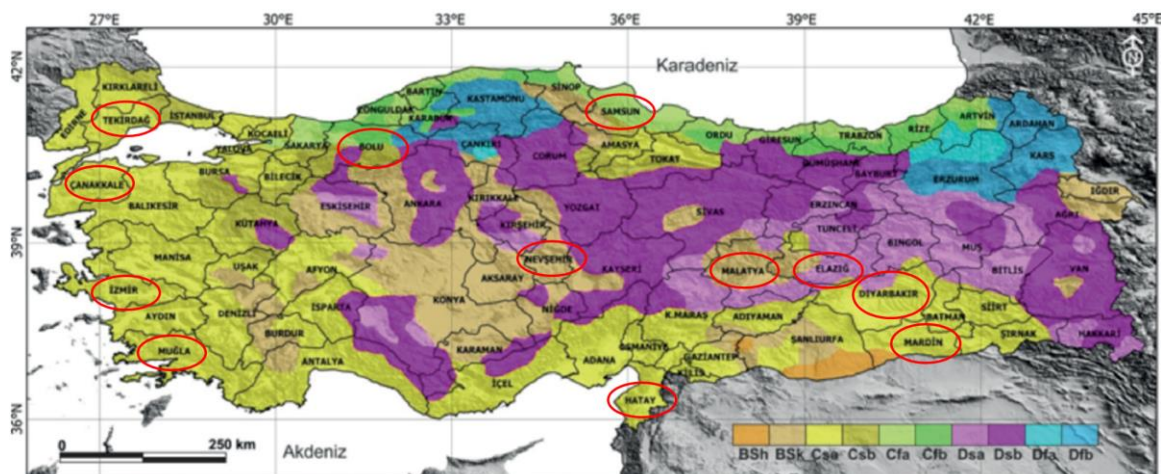 27°E 33°E 36°E 39°E 42°E 45°E
42°N
39°N
36°N
Karadeniz
N
KIRKLARELİ
EDİRNE
TEKİRDAĞ
İSTANBUL
KOCAELİ
YALOVA
SAKARYA
ZONGULDAK
BARTIN
KARABÜK
KASTAMONU
SİNOP
SAMSUN
BOLU
ÇANKIRI
ÇORUM
AMASYA
TOKAT
ORDU
GİRESUN
TRABZON
RİZE
ARTVİN
ARDAHAN
KARS
GÜMÜŞHANE
BAYBURT
ERZURUM
IĞDIR
AĞRI
ÇANAKKALE
BALIKESİR
BURSA
BİLECİK
ESKİŞEHİR
ANKARA
KIRIKKALE
KIRŞEHİR
YOZGAT
SİVAS
ERZİNCAN
TUNCELİ
BİNGÖL
MUŞ
BİTLİS
VAN
KÜTAHYA
MANİSA
UŞAK
AFYON
KONYA
AKSARAY
NEVŞEHİR
KAYSERİ
MALATYA
ELAZIĞ
DİYARBAKIR
BATMAN
SİİRT
ŞIRNAK
HAKKARİ
İZMİR
AYDIN
DENİZLİ
ISPARTA
BURDUR
MUĞLA
ANTALYA
KARAMAN
NİĞDE
İÇEL
ADANA
OSMANİYE
K.MARAŞ
ADIYAMAN
GAZİANTEP
KİLİS
ŞANLIURFA
MARDİN
HATAY
Akdeniz
0 250 km
BSh BSk Csa Csb Cfa Cfb Dsa Dsb Dfa Dfb